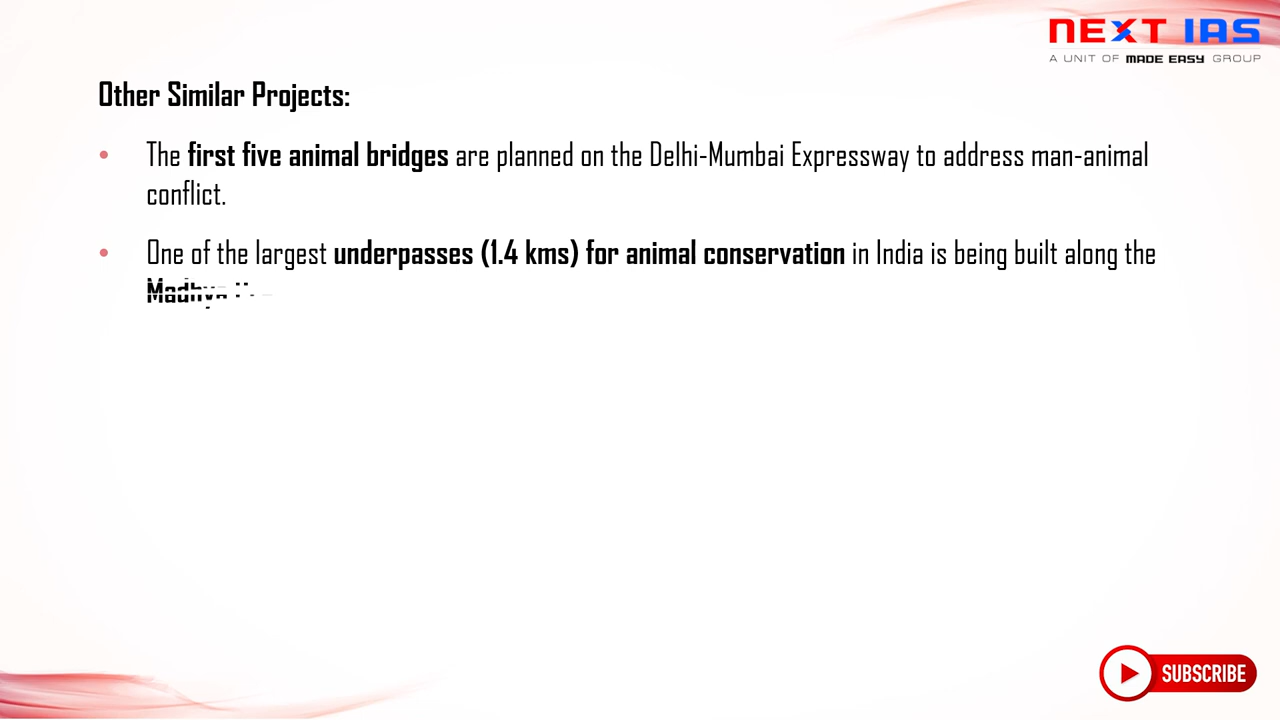 NEXT IAS
A UNIT OF MADE EASY GROUP
Other Similar Projects:
• The first five animal bridges are planned on the Delhi-Mumbai Expressway to address man-animal
conflict.
• One of the largest underpasses (1.4 kms) for animal conservation in India is being built along the
Madhya
SUBSCRIBE